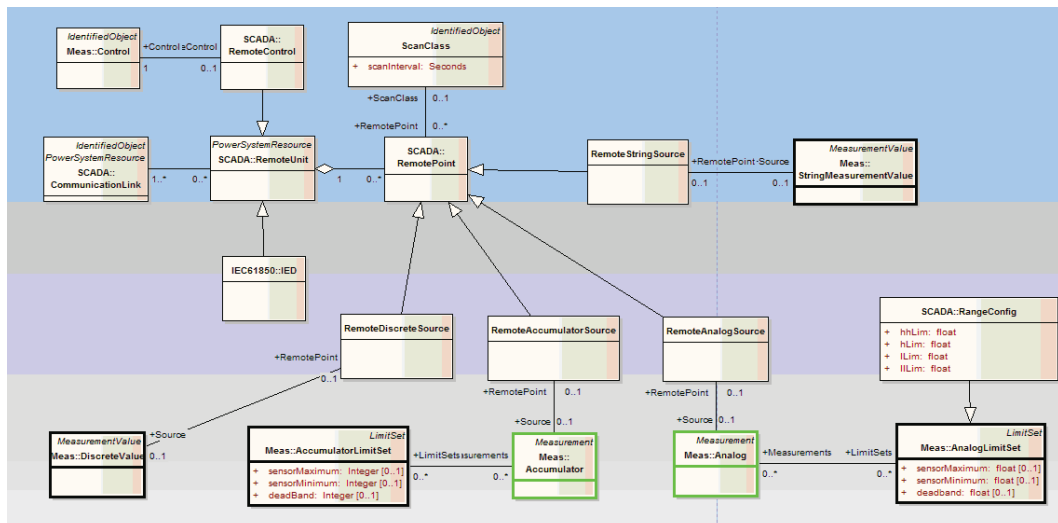 IdentifiedObject
Meas::Control
+Control
eControl
1
0..1
SCADA::
RemoteControl
IdentifiedObject
ScanClass
+ scanInterval: Seconds
+ScanClass
0..1
+RemotePoint
0..*
IdentifiedObject
PowerSystemResource
SCADA::
CommunicationLink
1..*
0..*
PowerSystemResource
SCADA::RemoteUnit
1
0..*
SCADA::
RemotePoint
RemoteStringSource
+RemotePoint
-Source
0..1
0..1
MeasurementValue
Meas::
StringMeasurementValue
IEC61850::IED
RemoteDiscreteSource
RemoteAccumulatorSource
RemoteAnalogSource
SCADA::RangeConfig
+ hhLim: float
+ hLim: float
+ lLim: float
+ llLim: float
+RemotePoint
0..1
+RemotePoint
0..1
+RemotePoint
0..1
+Source
0..1
+Source
0..1
+Source
0..1
MeasurementValue
Meas::DiscreteValue
LimitSet
Meas::AccumulatorLimitSet
+ sensorMaximum: Integer [0..1]
+ sensorMinimum: Integer [0..1]
+ deadBand: Integer [0..1]
+LimitSets
surements
0..*
0..*
Measurement
Meas::
Accumulator
Measurement
Meas::Analog
+Measurements
+LimitSets
0..*
0..*
LimitSet
Meas::AnalogLimitSet
+ sensorMaximum: float [0..1]
+ sensorMinimum: float [0..1]
+ deadband: float [0..1]